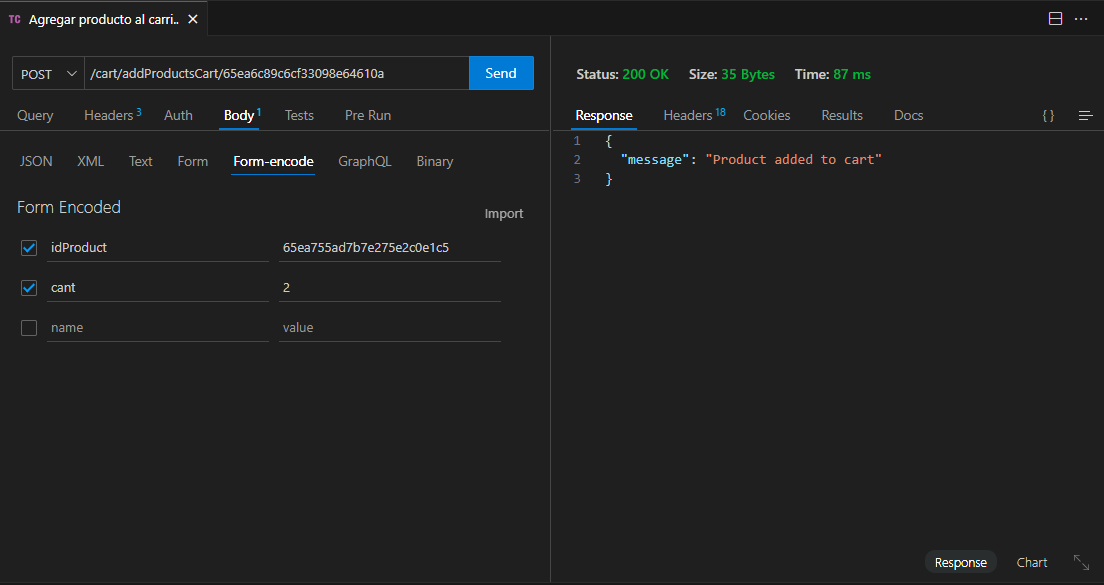 TC Agregar producto al carri..
POST /cart/addProductsCart/65ea6c89c6cf33098e64610a Send
Query Headers 3 Auth Body 1 Tests Pre Run
JSON XML Text Form Form-encode GraphQL Binary
Form Encoded
Import
idProduct 65ea755ad7b7e275e2c0e1c5
cant 2
name value
Status: 200 OK Size: 35 Bytes Time: 87 ms
Response Headers 18 Cookies Results Docs { }
1 {
2 "message": "Product added to cart"
3 }
Response Chart